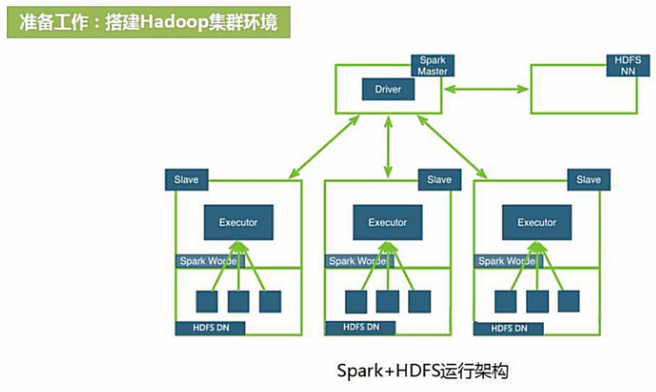 准备工作：搭建Hadoop集群环境
Spark
Master
Driver
HDFS
NN
Slave
Slave
Slave
Executor
Executor
Executor
Spark Worde
Spark Worde
Spark Worde
HDFS DN
HDFS DN
HDFS DN
Spark+HDFS运行架构